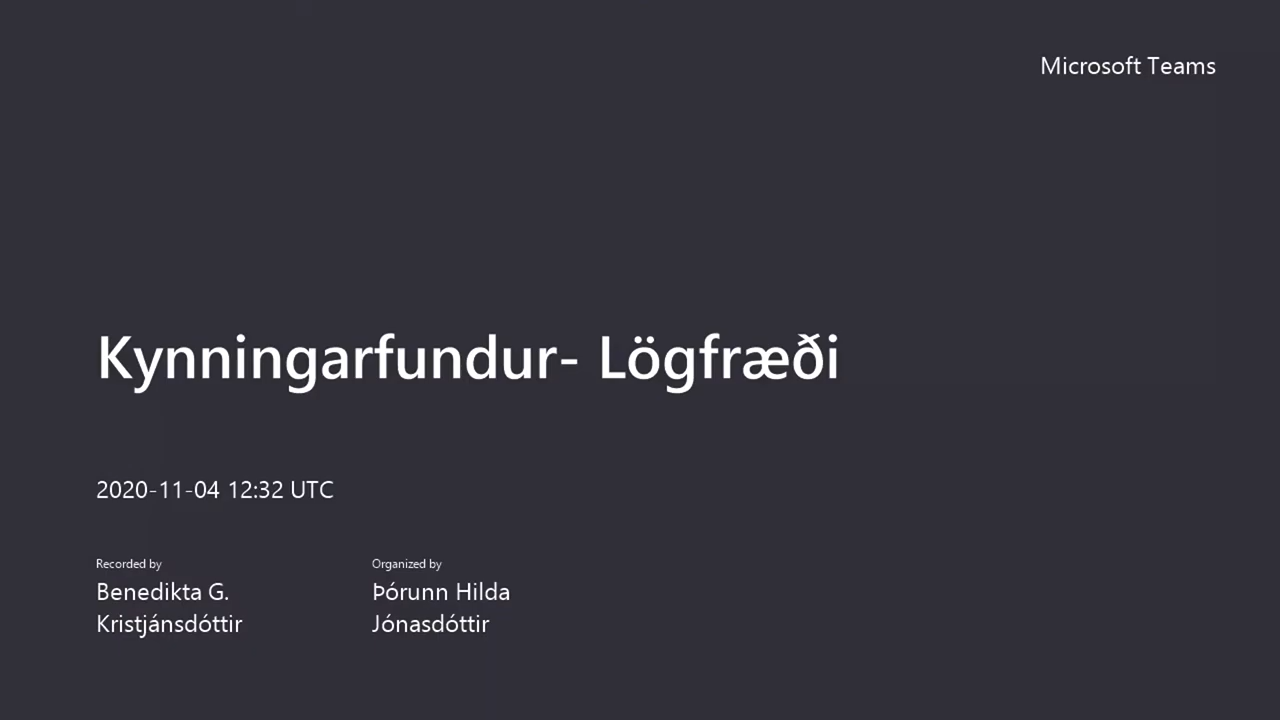 Microsoft Teams
Kynningarfundur- Lögfræði
2020-11-04 12:32 UTC
Recorded by
Benedikta G.
Kristjánsdóttir
Organized by
Þórunn Hilda
Jónasdóttir